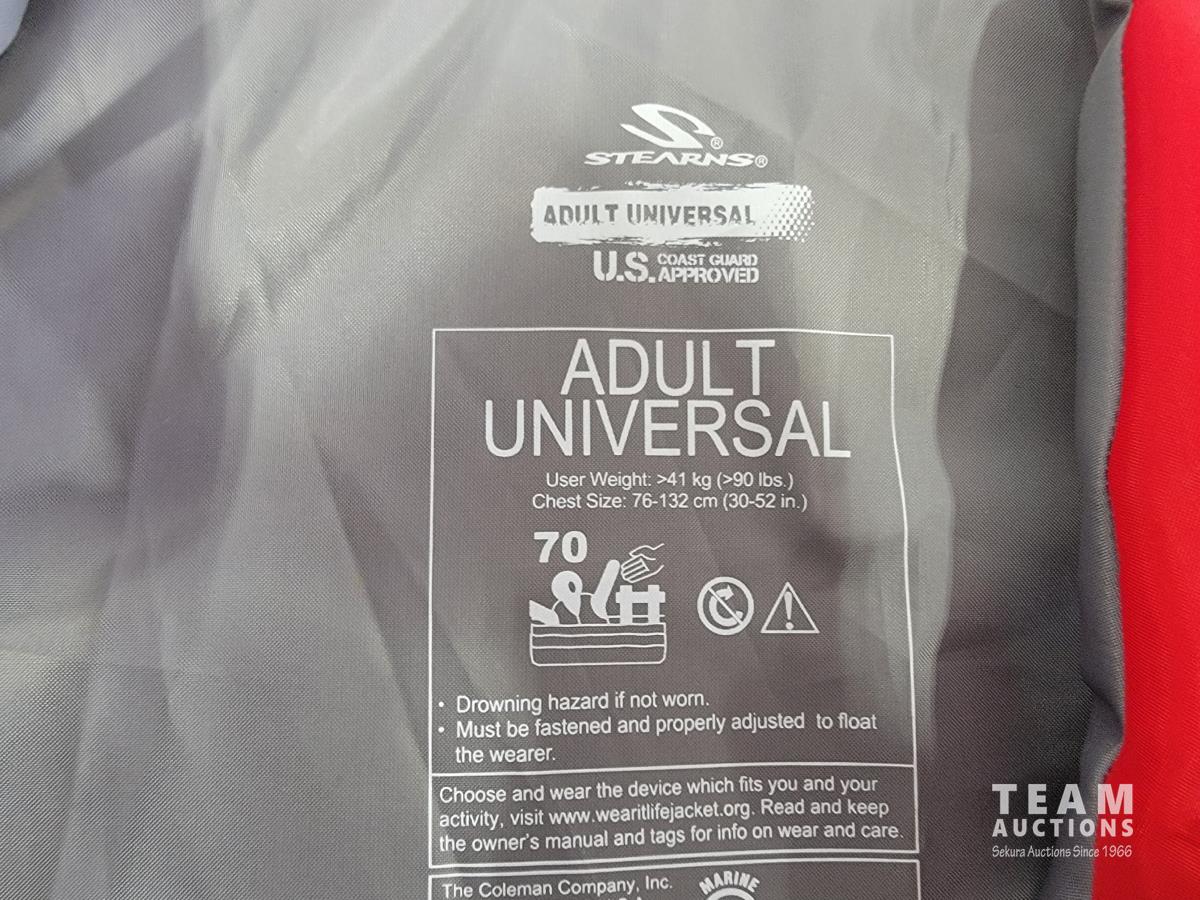 STEARNS®
ADULT UNIVERSAL
U.S. COAST GUARD
APPROVED
ADULT
UNIVERSAL
User Weight: >41 kg (>90 lbs.)
Chest Size: 76-132 cm (30-52 in.)
70
• Drowning hazard if not worn.
• Must be fastened and properly adjusted to float
the wearer.
Choose and wear the device which fits you and your
activity, visit www.wearitlifejacket.org. Read and keep
the owner's manual and tags for info on wear and care.
The Coleman Company, Inc.
MARINE
TEAM
AUCTIONS
Sekura Auctions Since 1966